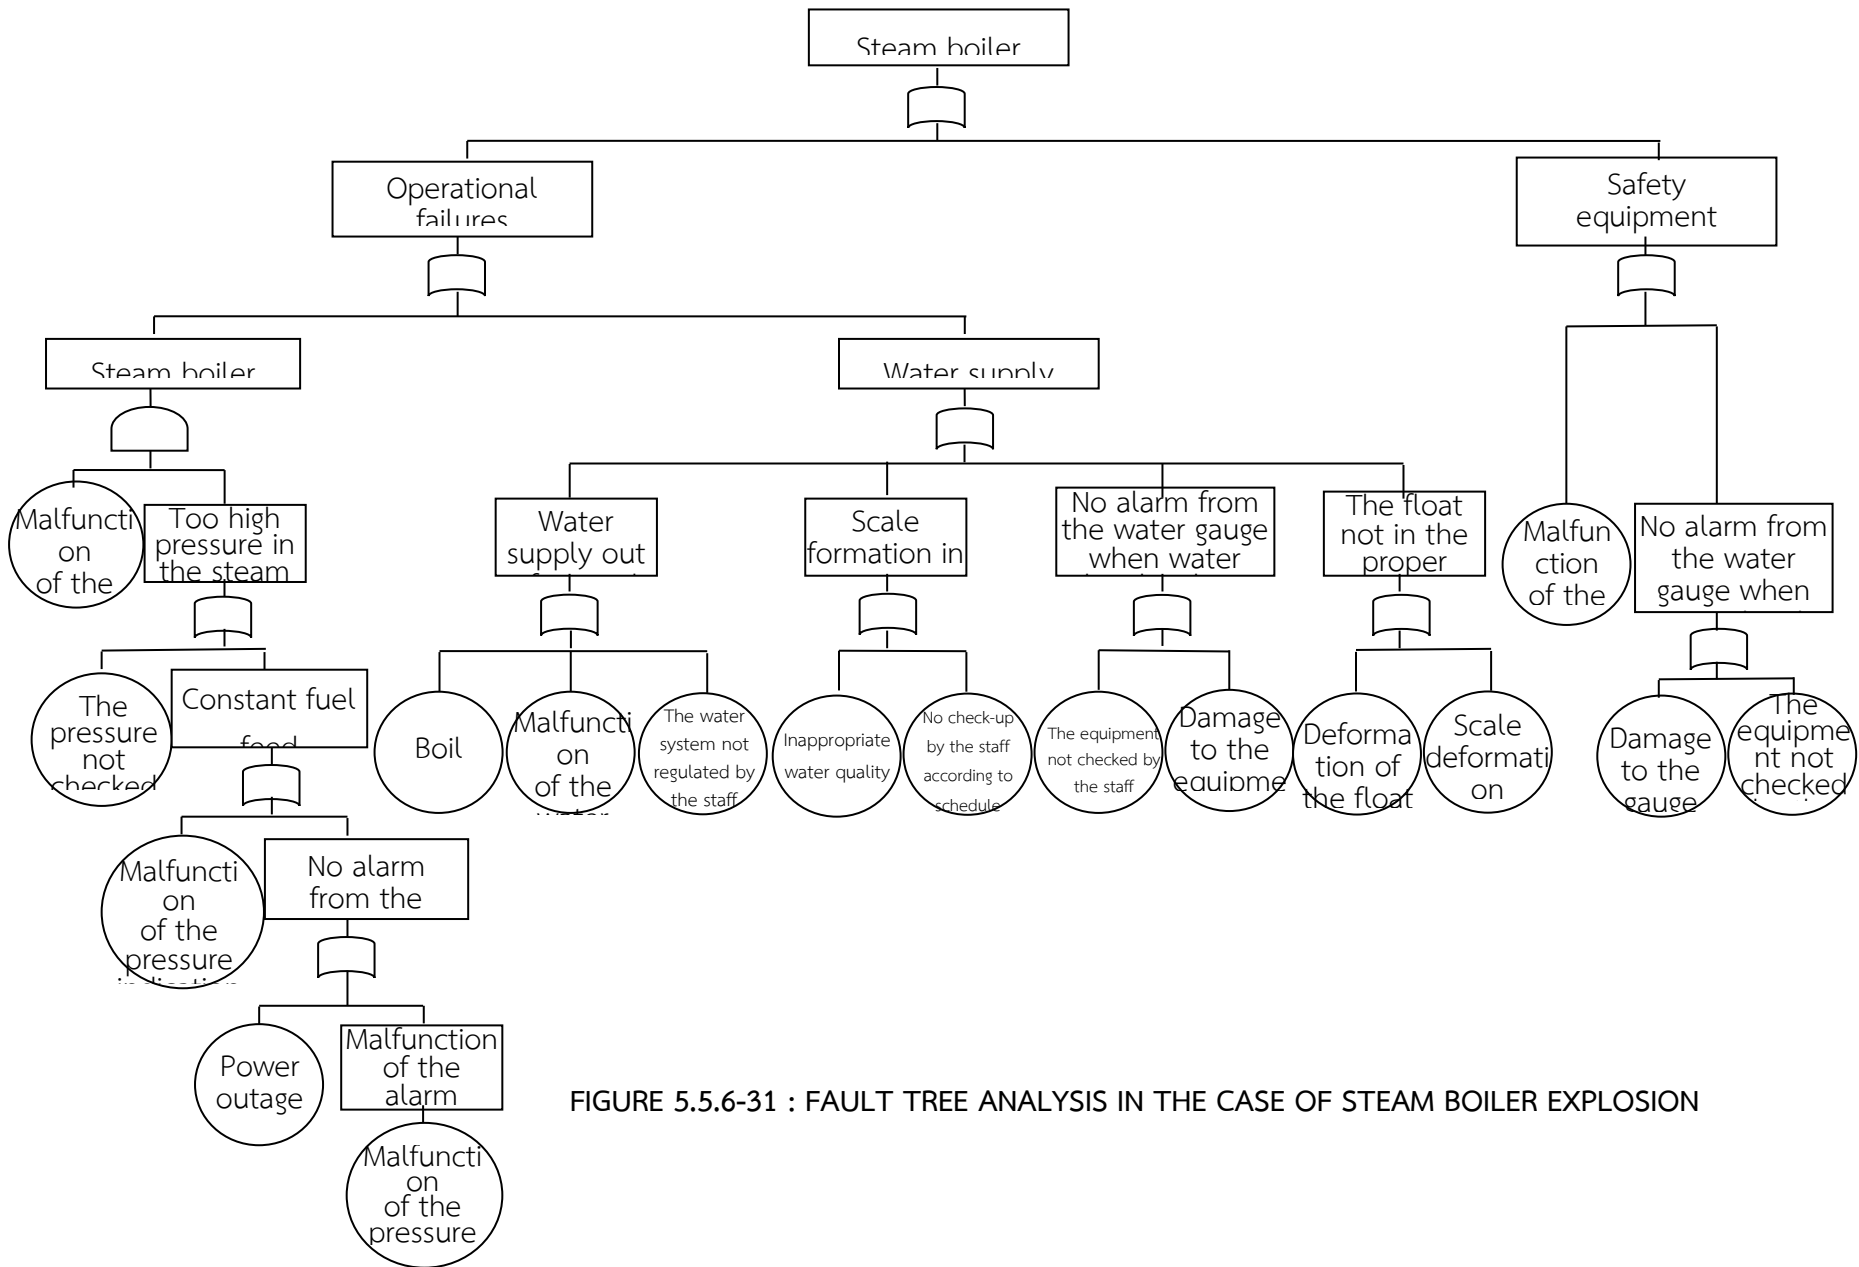 Steam boiler
Operational
failures
Safety
equipment
Steam boiler
Water supply
Malfuncti
on
of the
Too high
pressure in
the steam
Water
supply out
Scale
formation in
No alarm from
the water gauge
when water
The float
not in the
proper
Malfun
ction
of the
No alarm from
the water
gauge when
The
pressure
not
checked
Constant fuel
feed
Boil
Malfuncti
on
of the
water
The water
system not
regulated by
the staff
Inappropriate
water quality
No check-up
by the staff
according to
schedule
The equipment
not checked by
the staff
Damage
to the
equipme
Deforma
tion of
the float
Scale
deformati
on
Damage
to the
gauge
The
equipme
nt not
checked
Malfuncti
on
of the
pressure
indication
No alarm
from the
Power
outage
Malfunction
of the
alarm
Malfuncti
on
of the
pressure
FIGURE 5.5.6-31 : FAULT TREE ANALYSIS IN THE CASE OF STEAM BOILER EXPLOSION